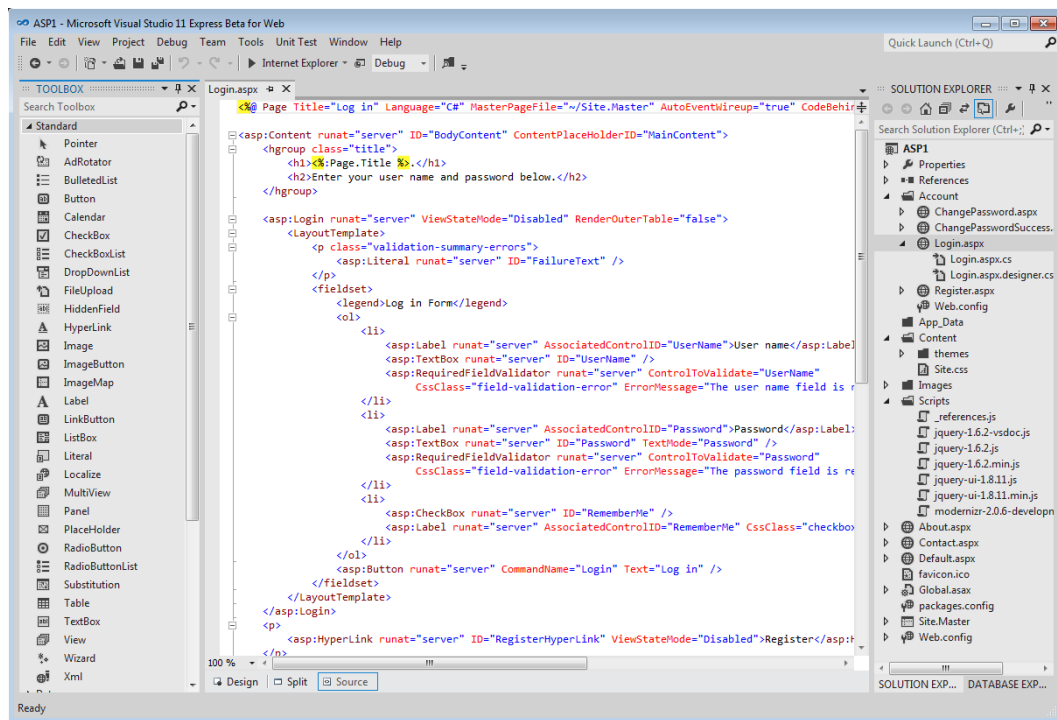 ASP1 - Microsoft Visual Studio 11 Express Beta for Web
File Edit View Project Debug Team Tools Unit Test Window Help
Quick Launch (Ctrl+Q)
Internet Explorer
Debug
TOOLBOX
Search Toolbox
Standard
Pointer
AdRotator
BulletedList
Button
Calendar
CheckBox
CheckBoxList
DropDownList
FileUpload
HiddenField
HyperLink
Image
ImageButton
ImageMap
Label
LinkButton
ListBox
Literal
Localize
MultiView
Panel
PlaceHolder
RadioButton
RadioButtonList
Substitution
Table
TextBox
View
Wizard
Xml
Login.aspx
<%@ Page Title="Log in" Language="C#" MasterPageFile="~/Site.Master" AutoEventWireup="true" CodeBehin
<asp:Content runat="server" ID="BodyContent" ContentPlaceHolderID="MainContent">
<hgroup class="title">
<h1><%:Page.Title %>.</h1>
<h2>Enter your user name and password below.</h2>
</hgroup>
<asp:Login runat="server" ViewStateMode="Disabled" RenderOuterTable="false">
<LayoutTemplate>
<p class="validation-summary-errors">
<asp:Literal runat="server" ID="FailureText" />
</p>
<fieldset>
<legend>Log in Form</legend>
<ol>
<li>
<asp:Label runat="server" AssociatedControlID="UserName">User name</asp:Label
<asp:TextBox runat="server" ID="UserName" />
<asp:RequiredFieldValidator runat="server" ControlToValidate="UserName"
CssClass="field-validation-error" ErrorMessage="The user name field is r
</li>
<li>
<asp:Label runat="server" AssociatedControlID="Password">Password</asp:Label>
<asp:TextBox runat="server" ID="Password" TextMode="Password" />
<asp:RequiredFieldValidator runat="server" ControlToValidate="Password"
CssClass="field-validation-error" ErrorMessage="The password field is re
</li>
<li>
<asp:CheckBox runat="server" ID="RememberMe" />
<asp:Label runat="server" AssociatedControlID="RememberMe" CssClass="checkbox
</li>
</ol>
<asp:Button runat="server" CommandName="Login" Text="Log in" />
</fieldset>
</LayoutTemplate>
</asp:Login>
<p>
<asp:HyperLink runat="server" ID="RegisterHyperLink" ViewStateMode="Disabled">Register</asp:H
</p>
100 %
Design Split Source
SOLUTION EXPLORER
Search Solution Explorer (Ctrl+;)
ASP1
Properties
References
Account
ChangePassword.aspx
ChangePasswordSuccess.
Login.aspx
Login.aspx.cs
Login.aspx.designer.cs
Register.aspx
Web.config
App_Data
Content
themes
Site.css
Images
Scripts
_references.js
jquery-1.6.2-vsdoc.js
jquery-1.6.2.js
jquery-1.6.2.min.js
jquery-ui-1.8.11.js
jquery-ui-1.8.11.min.js
modernizr-2.0.6-developn
About.aspx
Contact.aspx
Default.aspx
favicon.ico
Global.asax
packages.config
Site.Master
Web.config
SOLUTION EXP... DATABASE EXP...
Ready